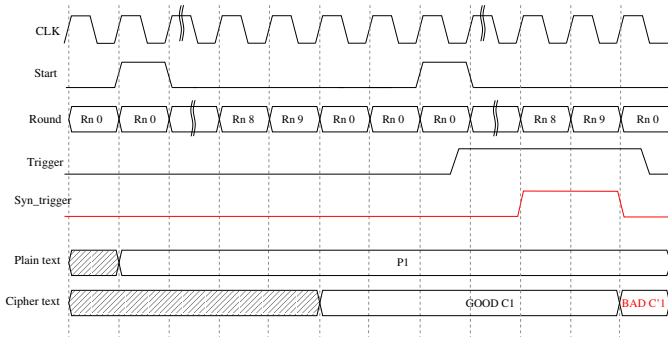 CLK
Start
Round Rn 0 Rn 0 Rn 8 Rn 9 Rn 0 Rn 0 Rn 0 Rn 8 Rn 9 Rn 0
Trigger
Syn_trigger
Plain text P1
Cipher text GOOD C1 BAD C'1